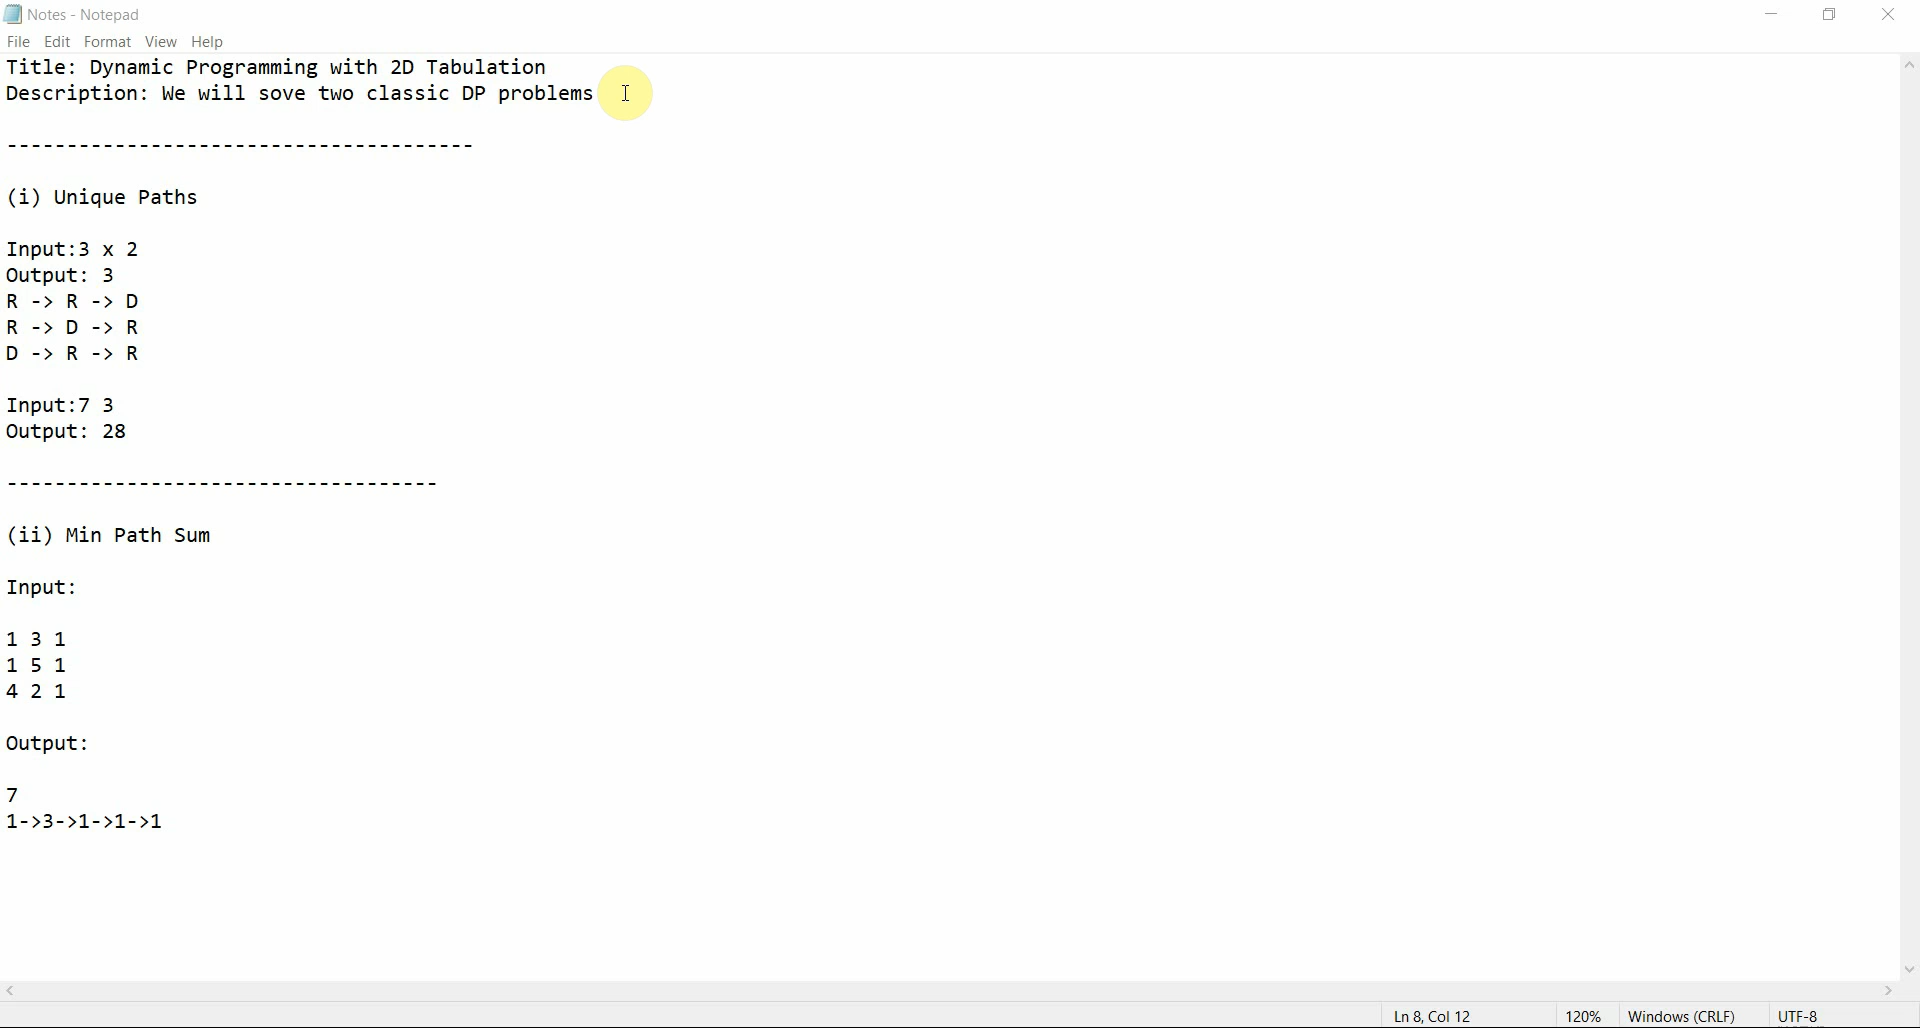 Notes - Notepad
File Edit Format View Help
Title: Dynamic Programming with 2D Tabulation
Description: We will sove two classic DP problems
---------------------------------------
(i) Unique Paths
Input:3 x 2
Output: 3
R -> R -> D
R -> D -> R
D -> R -> R
Input:7 3
Output: 28
------------------------------------
(ii) Min Path Sum
Input:
1 3 1
1 5 1
4 2 1
Output:
7
1->3->1->1->1
Ln 8, Col 12 120% Windows (CRLF) UTF-8